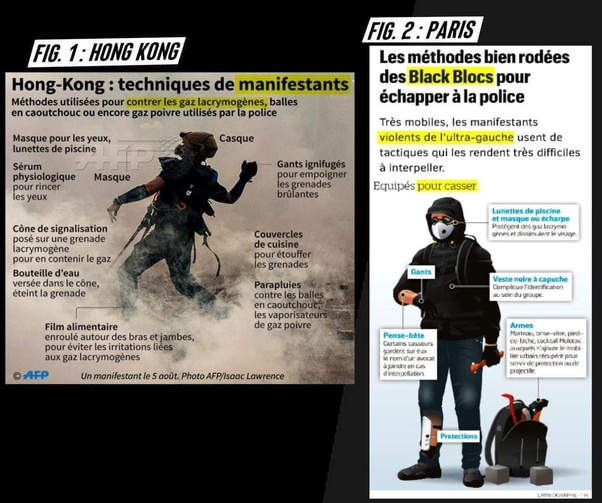 FIG. 1 : HONG KONG
Hong-Kong : techniques de manifestants
Méthodes utilisées pour contrer les gaz lacrymogènes, balles
en caoutchouc ou encore gaz poivre utilisés par la police
Masque pour les yeux,
lunettes de piscine
Casque
AFP
Sérum
physiologique
pour rincer
les yeux
Masque
Gants ignifugés
pour empoigner
les grenades
brûlantes
Cône de signalisation
posé sur une grenade
lacrymogène
pour en contenir le gaz
Couvercles
de cuisine
pour étouffer
les grenades
Bouteille d'eau
versée dans le cône,
éteint la grenade
Parapluies
contre les balles
en caoutchouc,
les vaporisateurs
de gaz poivre
Film alimentaire
enroulé autour des bras et jambes,
pour éviter les irritations liées
aux gaz lacrymogènes
© AFP
Un manifestant le 5 août. Photo AFP/Isaac Lawrence
FIG. 2 : PARIS
Les méthodes bien rodées
des Black Blocs pour
échapper à la police
Très mobiles, les manifestants
violents de l'ultra-gauche usent de
tactiques qui les rendent très difficiles
à interpeller.
Equipés pour casser
Lunettes de piscine
et masque ou écharpe
Protègent des gaz lacrymo
gènes et dissimulent le visage.
Gants
Veste noire à capuche
Complique l'identification
au sein du groupe.
Pense-bête
Certains casseurs
gardent sur eux
le nom d'un avocat
à joindre en cas
d'interpellation.
Armes
Marteau, brise-vitre, pied-
de-biche, cocktail Molotov,
auxquels s'ajoute le mobi-
lier urbain récupéré pour
servir de protection ou de
projectile.
Protections